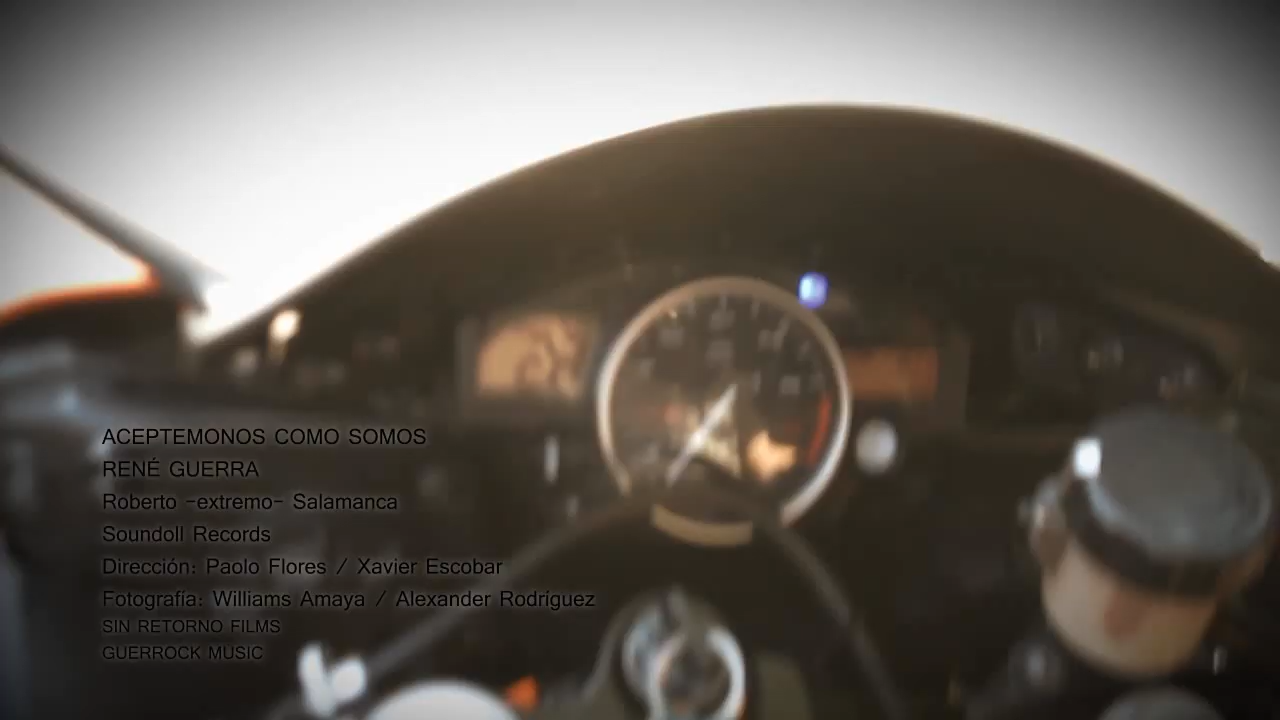 ACEPTEMONOS COMO SOMOS
RENÉ GUERRA
Roberto -extremo- Salamanca
Soundoll Records
Dirección: Paolo Flores / Xavier Escobar
Fotografía: Williams Amaya / Alexander Rodríguez
SIN RETORNO FILMS
GUERROCK MUSIC